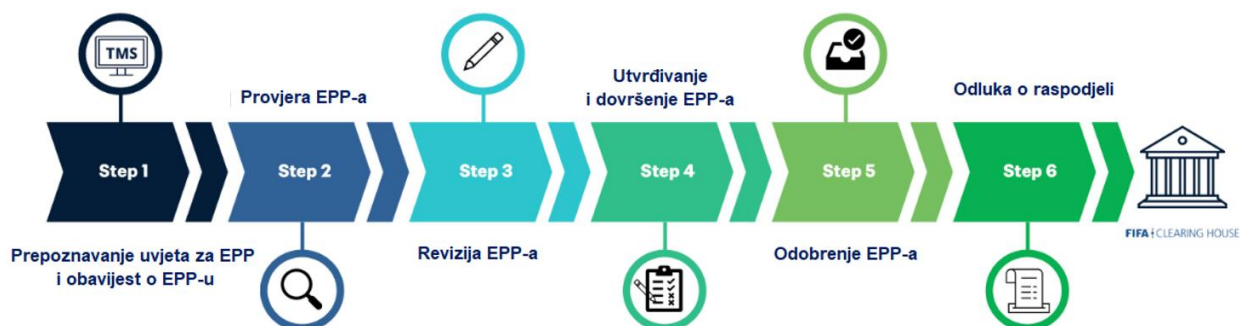 TMS
Step 1
Prepoznavanje uvjeta za EPP
i obavijest o EPP-u
Provjera EPP-a
Step 2
Step 3
Revizija EPP-a
Utvrđivanje
i dovršenje EPP-a
Step 4
Step 5
Odobrenje EPP-a
Odluka o raspodjeli
Step 6
FIFA CLEARING HOUSE